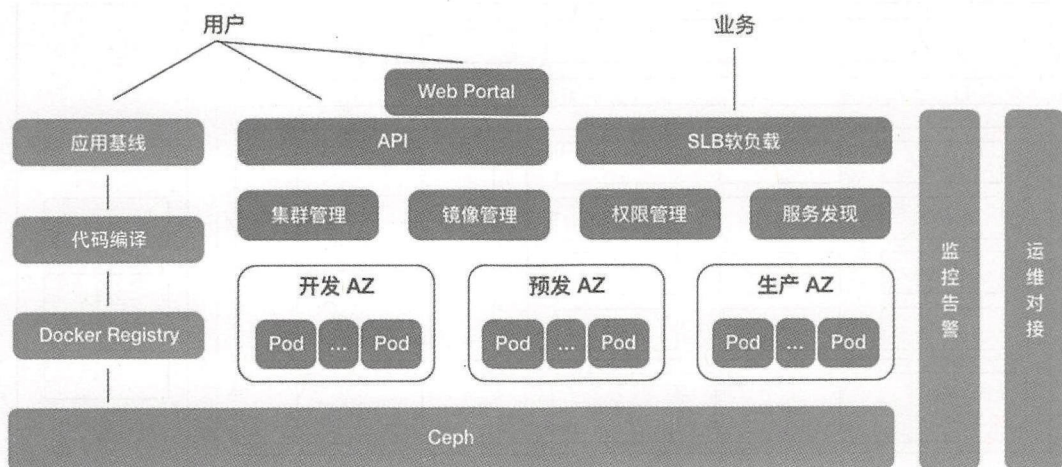 用户
业务
Web Portal
应用基线
API
SLB软负载
集群管理
镜像管理
权限管理
服务发现
代码编译
开发 AZ
预发 AZ
生产 AZ
Docker Registry
Pod ... Pod
Pod ... Pod
Pod ... Pod
Ceph
监控告警
运维对接